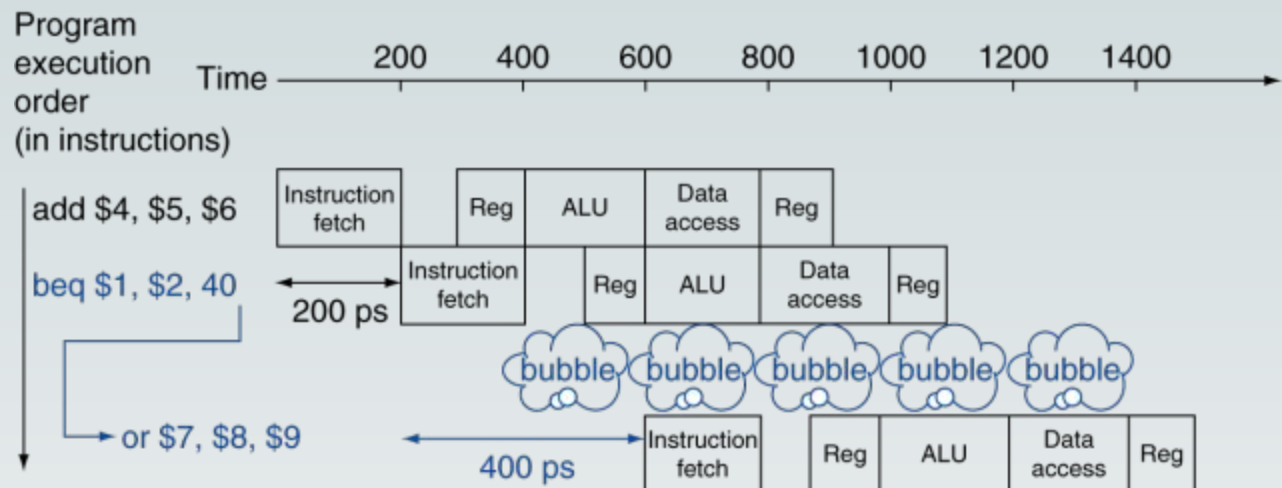 Program
execution
order
(in instructions)
Time
200 400 600 800 1000 1200 1400
add $4, $5, $6
Instruction
fetch
Reg
ALU
Data
access
Reg
beq $1, $2, 40
200 ps
Instruction
fetch
Reg
ALU
Data
access
Reg
bubble bubble bubble bubble bubble
or $7, $8, $9
400 ps
Instruction
fetch
Reg
ALU
Data
access
Reg